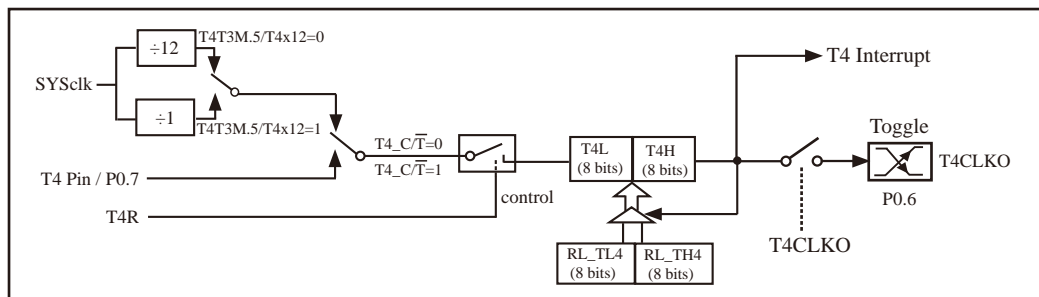 T4T3M.5/T4x12=0
÷12
SYSclk
÷1
T4T3M.5/T4x12=1
T4 Pin / P0.7
T4_C/T̅=0
T4_C/T̅=1
T4R
control
T4L
(8 bits)
T4H
(8 bits)
RL_TL4
(8 bits)
RL_TH4
(8 bits)
T4 Interrupt
Toggle
T4CLKO
P0.6
T4CLKO